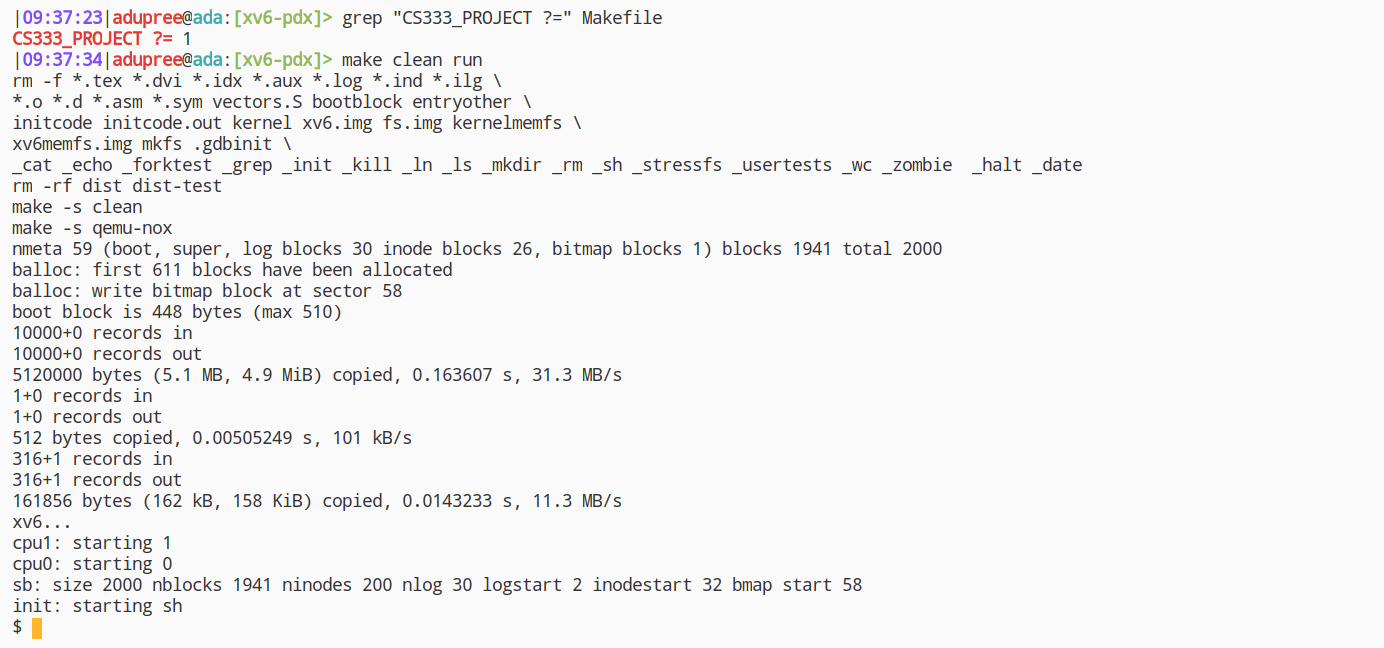 |09:37:23|adupree@ada:[xv6-pdx]> grep "CS333_PROJECT ?=" Makefile
CS333_PROJECT ?= 1
|09:37:34|adupree@ada:[xv6-pdx]> make clean run
rm -f *.tex *.dvi *.idx *.aux *.log *.ind *.ilg \
*.o *.d *.asm *.sym vectors.S bootblock entryother \
initcode initcode.out kernel xv6.img fs.img kernelmemfs \
xv6memfs.img mkfs .gdbinit \
_cat _echo _forktest _grep _init _kill _ln _ls _mkdir _rm _sh _stressfs _usertests _wc _zombie  _halt _date
rm -rf dist dist-test
make -s clean
make -s qemu-nox
nmeta 59 (boot, super, log blocks 30 inode blocks 26, bitmap blocks 1) blocks 1941 total 2000
balloc: first 611 blocks have been allocated
balloc: write bitmap block at sector 58
boot block is 448 bytes (max 510)
10000+0 records in
10000+0 records out
5120000 bytes (5.1 MB, 4.9 MiB) copied, 0.163607 s, 31.3 MB/s
1+0 records in
1+0 records out
512 bytes copied, 0.00505249 s, 101 kB/s
316+1 records in
316+1 records out
161856 bytes (162 kB, 158 KiB) copied, 0.0143233 s, 11.3 MB/s
xv6...
cpu1: starting 1
cpu0: starting 0
sb: size 2000 nblocks 1941 ninodes 200 nlog 30 logstart 2 inodestart 32 bmap start 58
init: starting sh
$